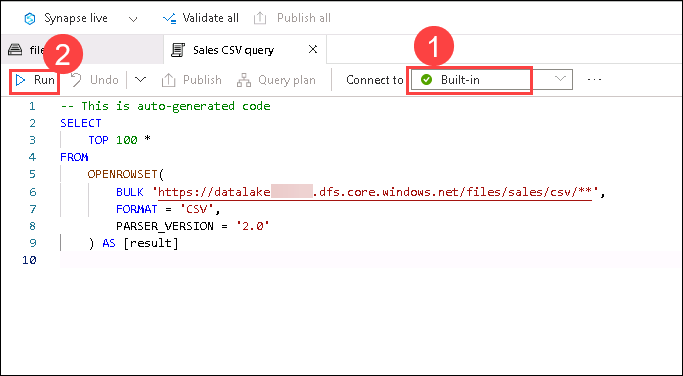 Synapse live Validate all Publish all
file Sales CSV query
2 1
Run Undo Publish Query plan Connect to Built-in ...
1 -- This is auto-generated code
2 SELECT
3 TOP 100 *
4 FROM
5 OPENROWSET(
6 BULK 'https://datalake .dfs.core.windows.net/files/sales/csv/**',
7 FORMAT = 'CSV',
8 PARSER_VERSION = '2.0'
9 ) AS [result]
10